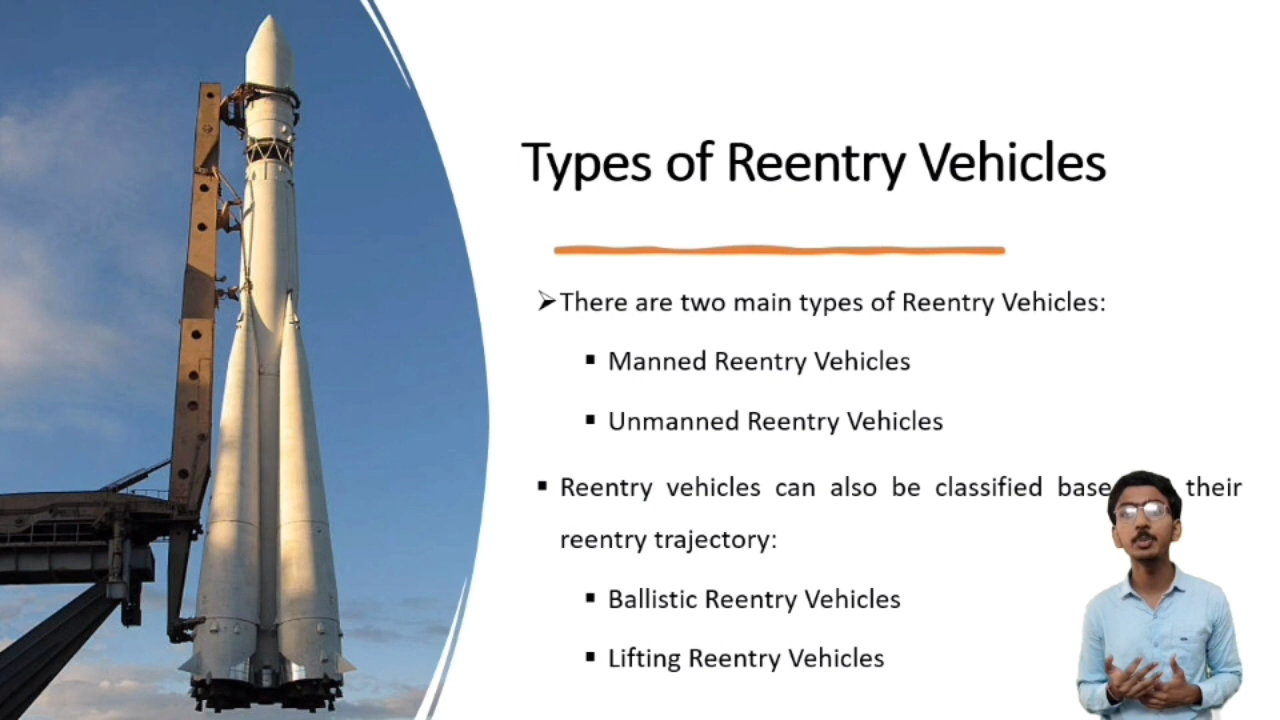 Types of Reentry Vehicles
➢There are two main types of Reentry Vehicles:
▪ Manned Reentry Vehicles
▪ Unmanned Reentry Vehicles
▪ Reentry vehicles can also be classified their
reentry trajectory:
▪ Ballistic Reentry Vehicles
▪ Lifting Reentry Vehicles